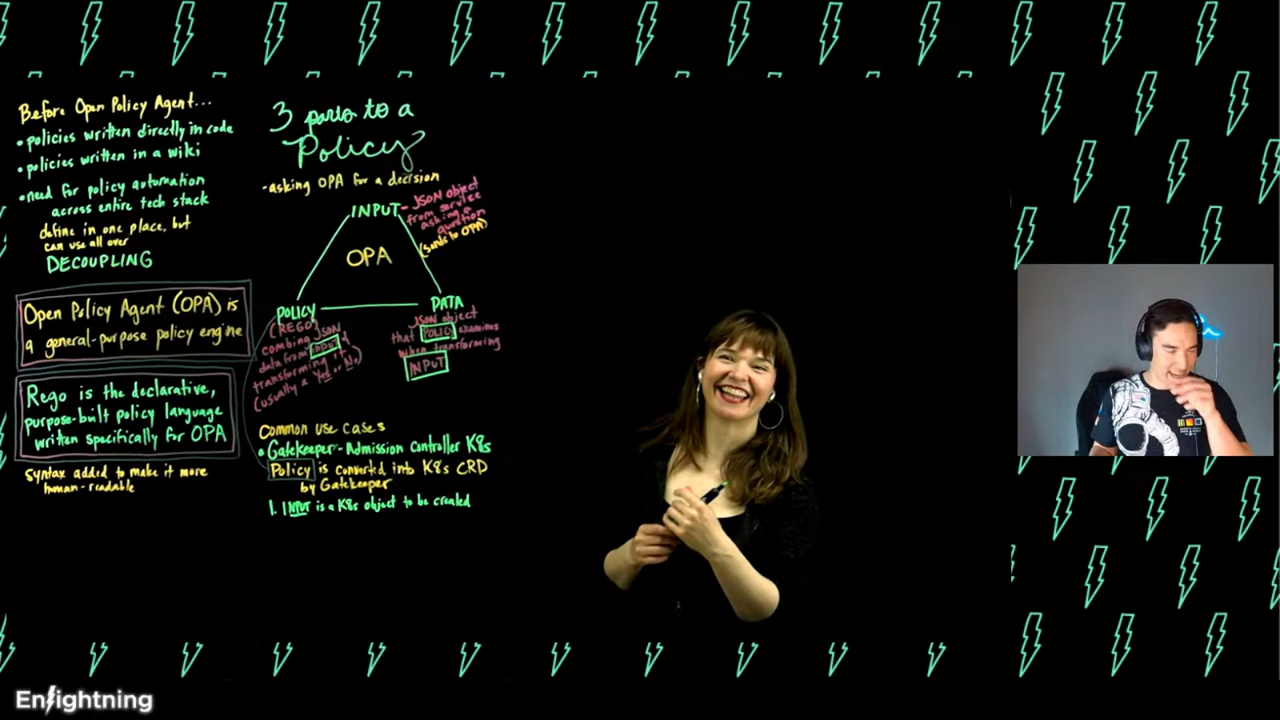 Before Open Policy Agent...
• policies written directly in code
• policies written in a wiki
• need for policy automation
across entire tech stack
define in one place, but
can use all over
DECOUPLING
Open Policy Agent (OPA) is
a general-purpose policy engine
Rego is the declarative,
purpose-built policy language
written specifically for OPA
syntax added to make it more
human-readable
3 parts to a
Policy
- asking OPA for a decision
INPUT - JSON object
from service
asking a
question
(sends to OPA)
OPA
POLICY
(REGO)
combining JSON
data from INPUT &
transforming it
(usually a Yes or No)
DATA
JSON object
that POLICY examines
when transforming
INPUT
Common use cases
• Gatekeeper - Admission Controller K8s
Policy is converted into K8s CRD
by Gatekeeper
1. INPUT is a K8s object to be created
Enlightning